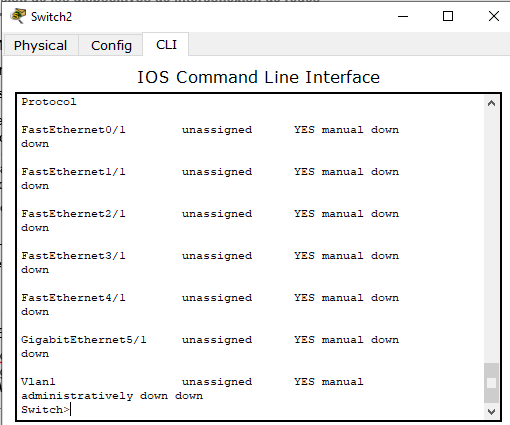 Switch2
Physical Config CLI
IOS Command Line Interface
Protocol
FastEthernet0/1 unassigned YES manual down
down
FastEthernet1/1 unassigned YES manual down
down
FastEthernet2/1 unassigned YES manual down
down
FastEthernet3/1 unassigned YES manual down
down
FastEthernet4/1 unassigned YES manual down
down
GigabitEthernet5/1 unassigned YES manual down
down
Vlan1 unassigned YES manual
administratively down down
Switch>